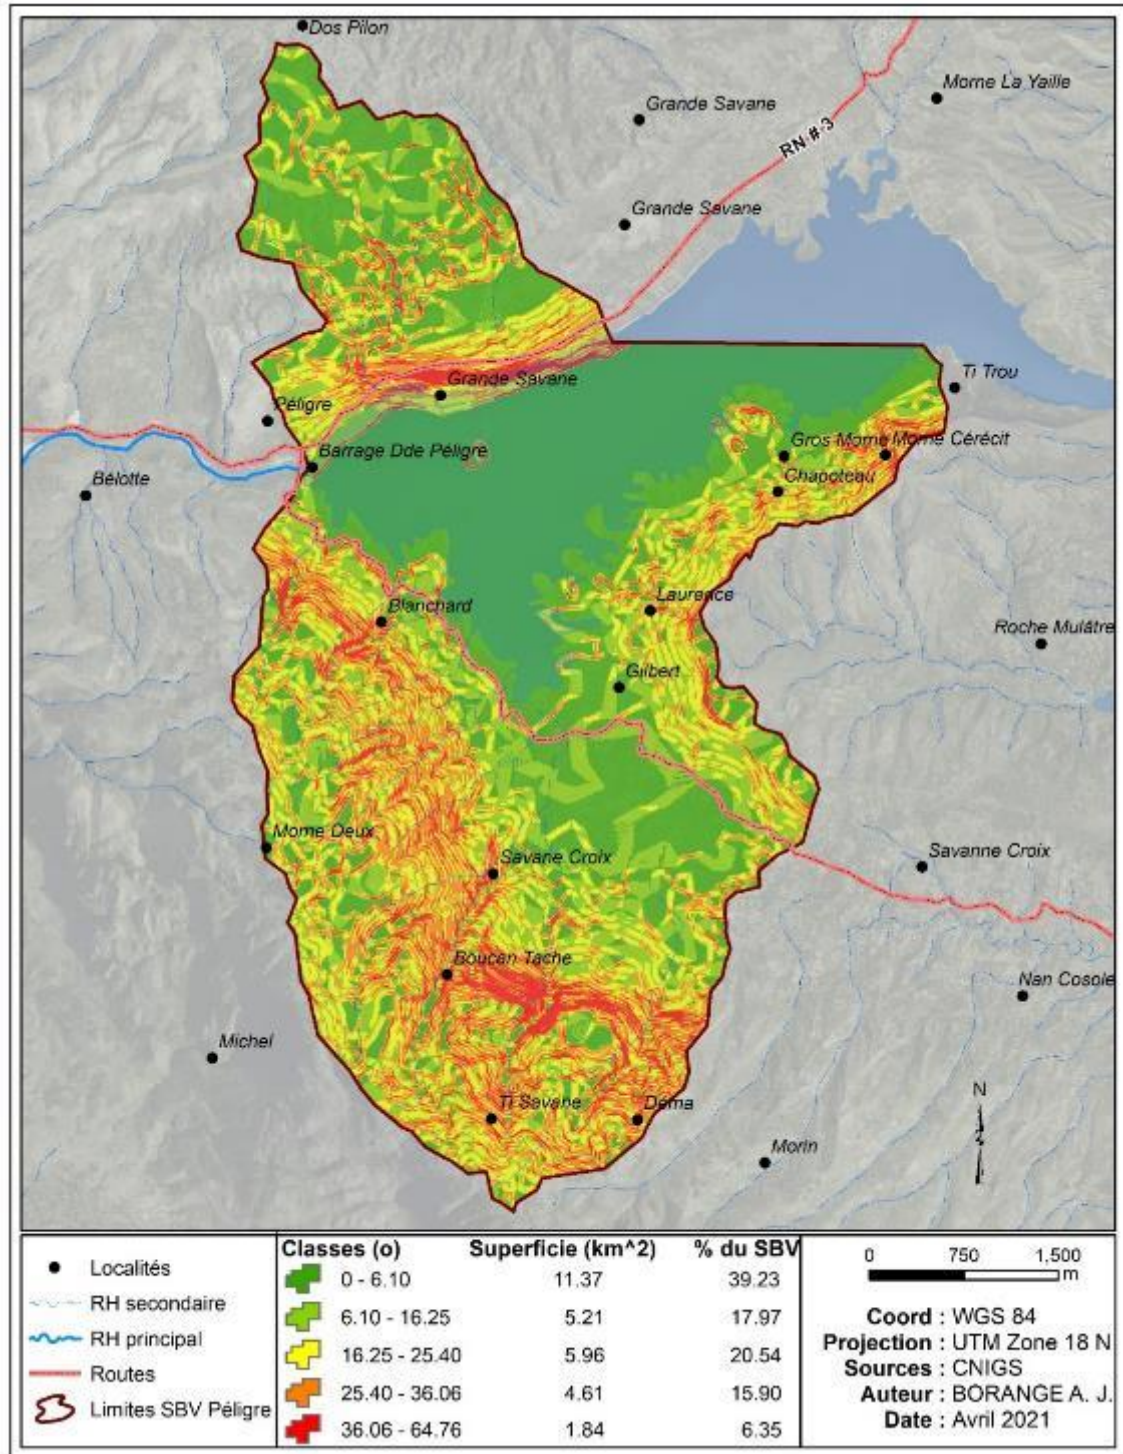 Dos Pilon
Morne La Yaille
Grande Savane
RN # 3
Grande Savane
Ti Trou
Grande Savane
Péligre
Gros Morne Morne Cérécit
Barrage Dde Péligre
Chapoteau
Bélotte
Laurence
Blanchard
Roche Mulâtre
Gilbert
Morne Deux
Savane Croix
Savanne Croix
Boucan Tache
Nan Cosole
Michel
N
Ti Savane
Dema
Morin
Localités
RH secondaire
RH principal
Routes
Limites SBV Péligre
Classes (o) Superficie (km^2) % du SBV
0 - 6.10 11.37 39.23
6.10 - 16.25 5.21 17.97
16.25 - 25.40 5.96 20.54
25.40 - 36.06 4.61 15.90
36.06 - 64.76 1.84 6.35
0 750 1,500
m
Coord : WGS 84
Projection : UTM Zone 18 N
Sources : CNIGS
Auteur : BORANGE A. J.
Date : Avril 2021